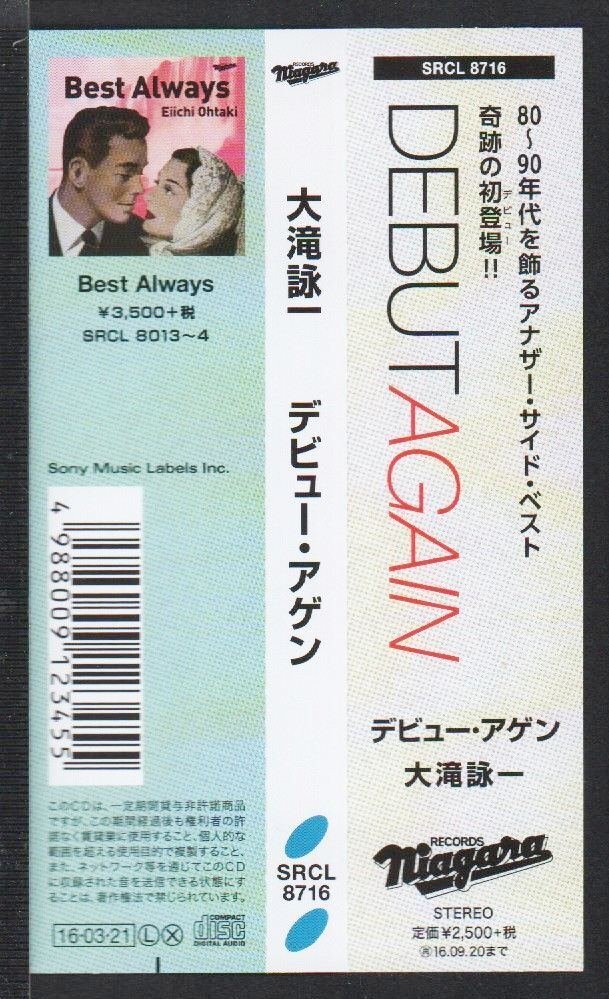 Niagara
Best Always
Eiichi Ohtaki
Best Always
￥3,500+税
SRCL 8013～4
Sony Music Labels Inc.
4 988009 123455
このCDは、一定期間貸与非許諾商品
ですが、この期間経過後も権利者の許
諾なく賃貸業に使用すること、個人的な
範囲を超える使用目的で複製すること、
また、ネットワーク等を通じてこのCD
に収録された音を送信できる状態にす
ることは、著作権法で禁じられています。
16・03・21 Ⓛ Ⓧ
COMPACT
disc
DIGITAL AUDIO
RECORDS
Niagara
大滝詠一
デビュー・アゲン
SRCL
8716
SRCL 8716
80～90年代を飾るアナザー・サイド・ベスト
奇跡の初登場!!
デビュー
DEBUT AGAIN
デビュー・アゲン
大滝詠一
RECORDS
Niagara
STEREO
定価¥2,500+税
㋱16.09.20まで